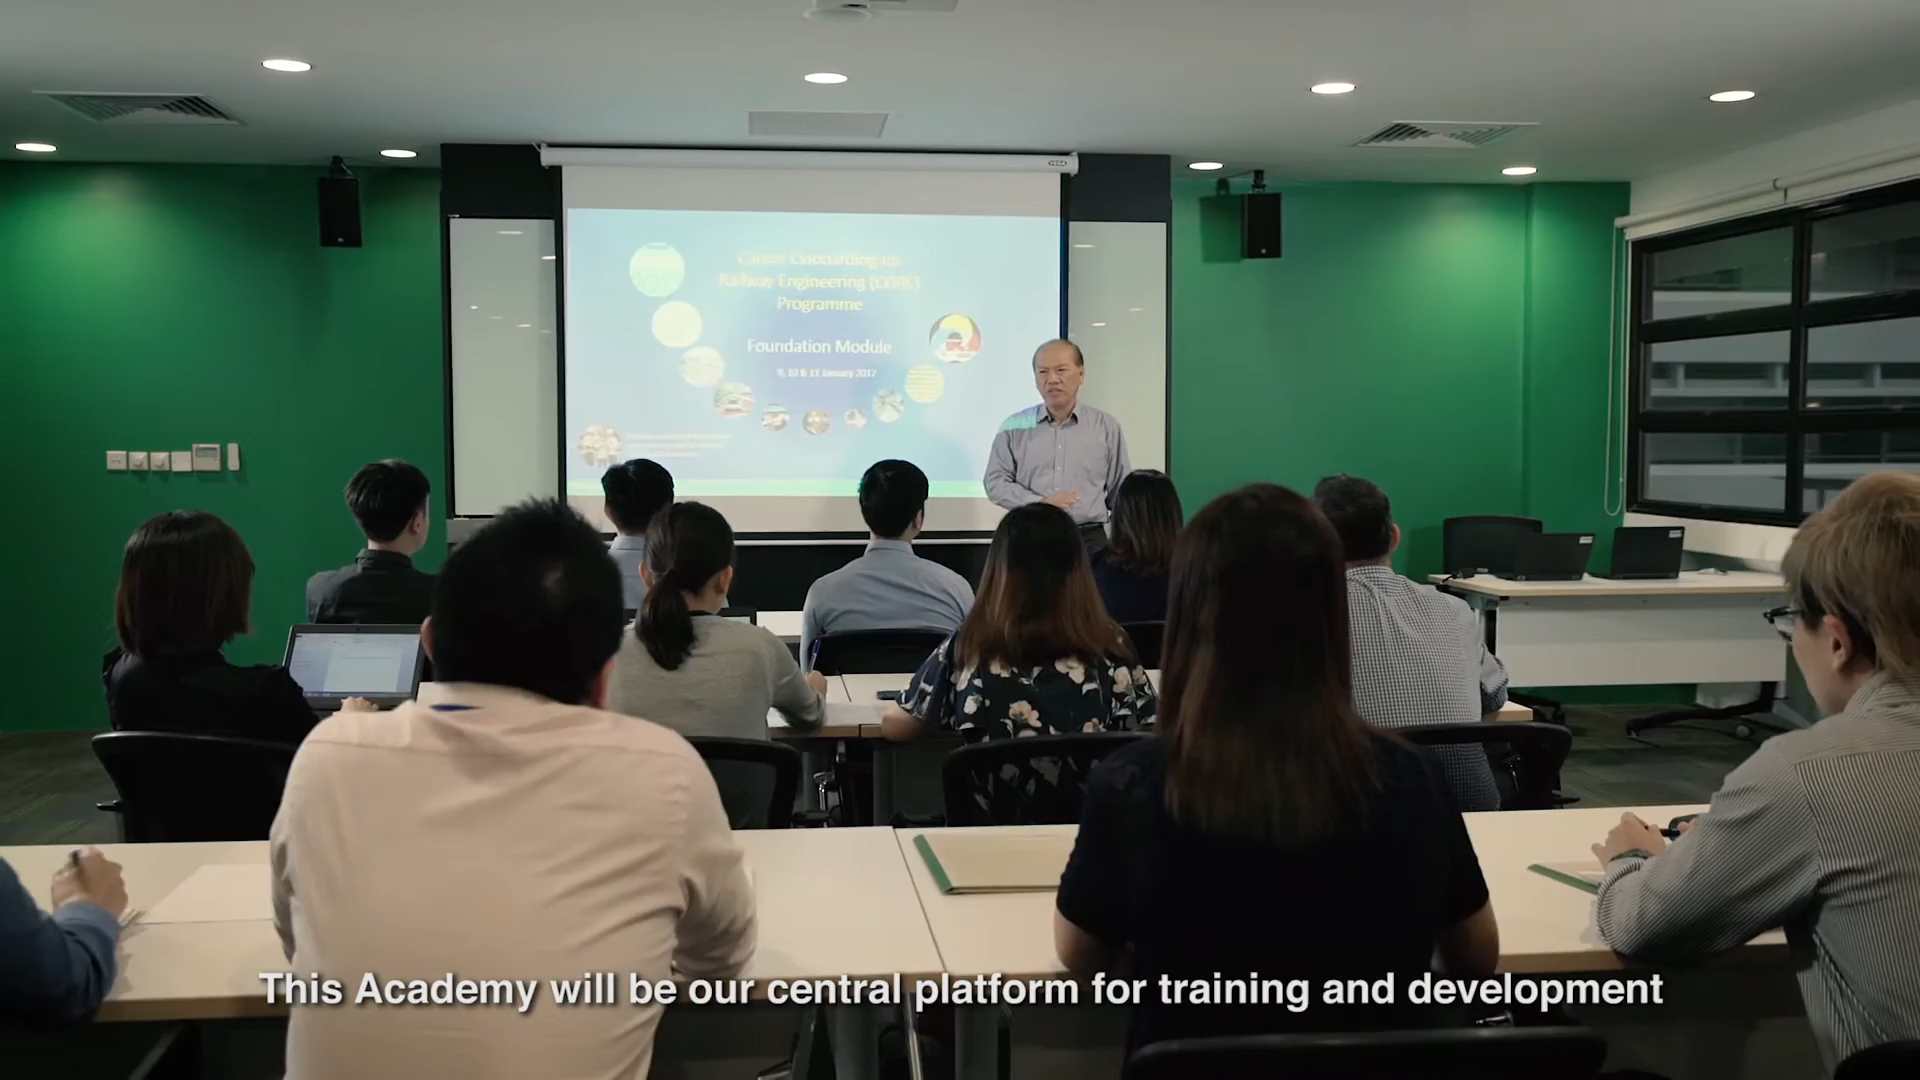 Career Onboarding for
Railway Engineering (CORE)
Programme
Foundation Module
9, 10 & 11 January 2017
This Academy will be our central platform for training and development